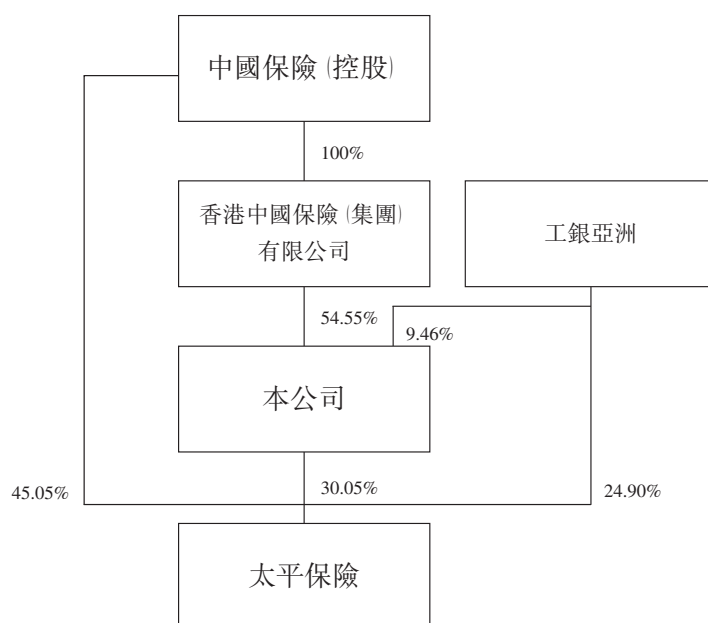 中國保險（控股）
100%
香港中國保險（集團）
有限公司
工銀亞洲
54.55%
9.46%
本公司
45.05%
30.05%
24.90%
太平保險